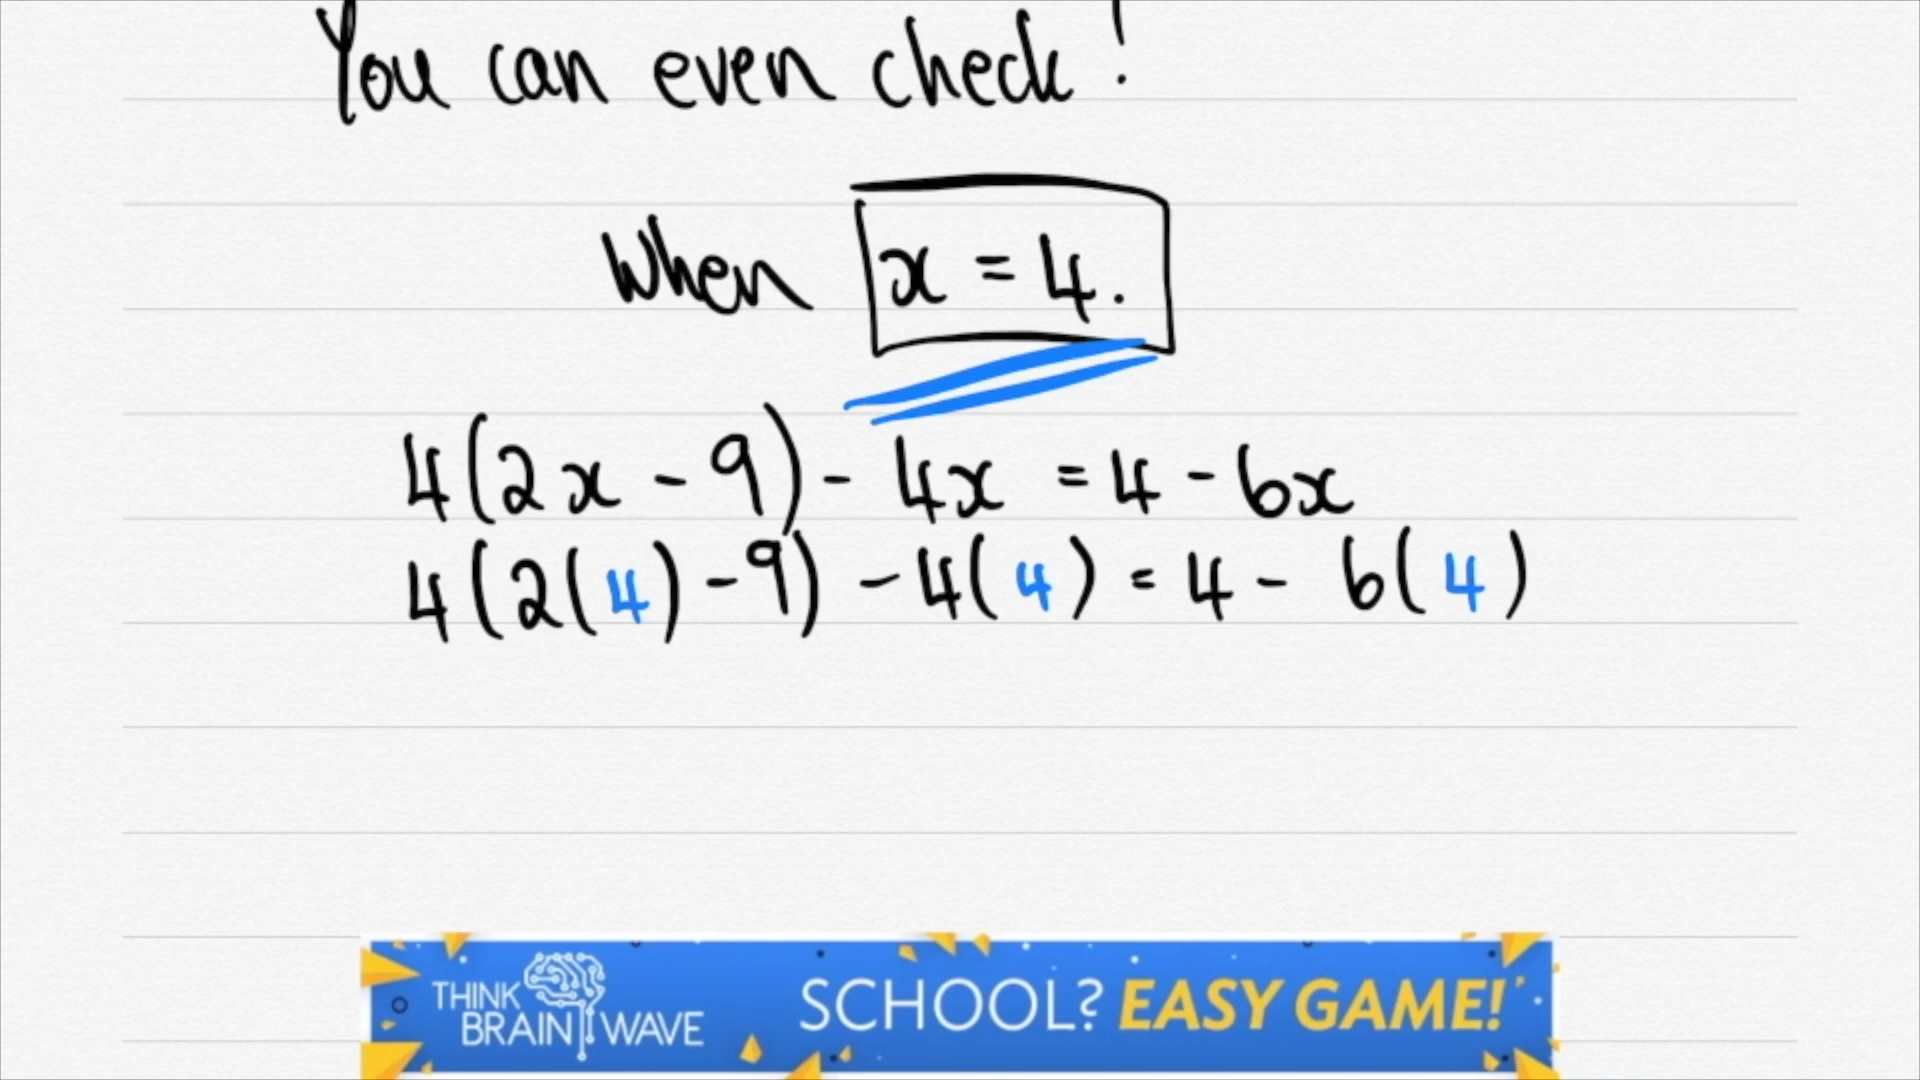 You can even check!
When x = 4.
4(2x - 9) - 4x = 4 - 6x
4(2(4) - 9) - 4(4) = 4 - 6(4)
THINK
BRAIN WAVE
SCHOOL? EASY GAME!